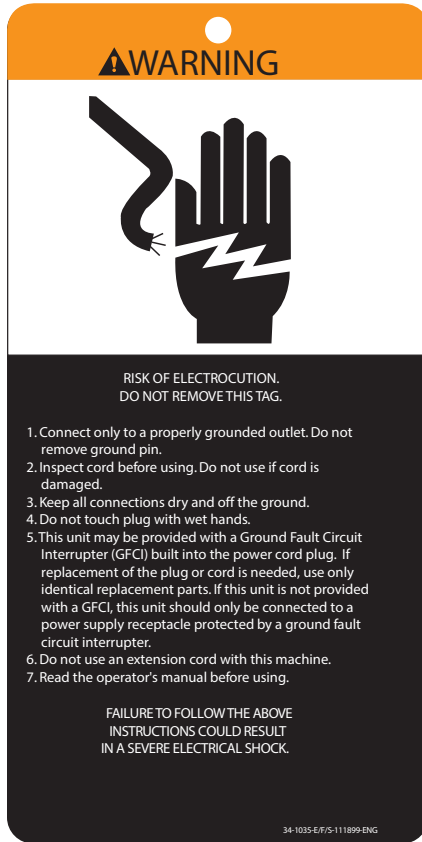 WARNING
RISK OF ELECTROCUTION.
DO NOT REMOVE THIS TAG.
1. Connect only to a properly grounded outlet. Do not
remove ground pin.
2. Inspect cord before using. Do not use if cord is
damaged.
3. Keep all connections dry and off the ground.
4. Do not touch plug with wet hands.
5. This unit may be provided with a Ground Fault Circuit
Interrupter (GFCI) built into the power cord plug. If
replacement of the plug or cord is needed, use only
identical replacement parts. If this unit is not provided
with a GFCI, this unit should only be connected to a
power supply receptacle protected by a ground fault
circuit interrupter.
6. Do not use an extension cord with this machine.
7. Read the operator's manual before using.
FAILURE TO FOLLOW THE ABOVE
INSTRUCTIONS COULD RESULT
IN A SEVERE ELECTRICAL SHOCK.
34-1035-E/F/S-111899-ENG